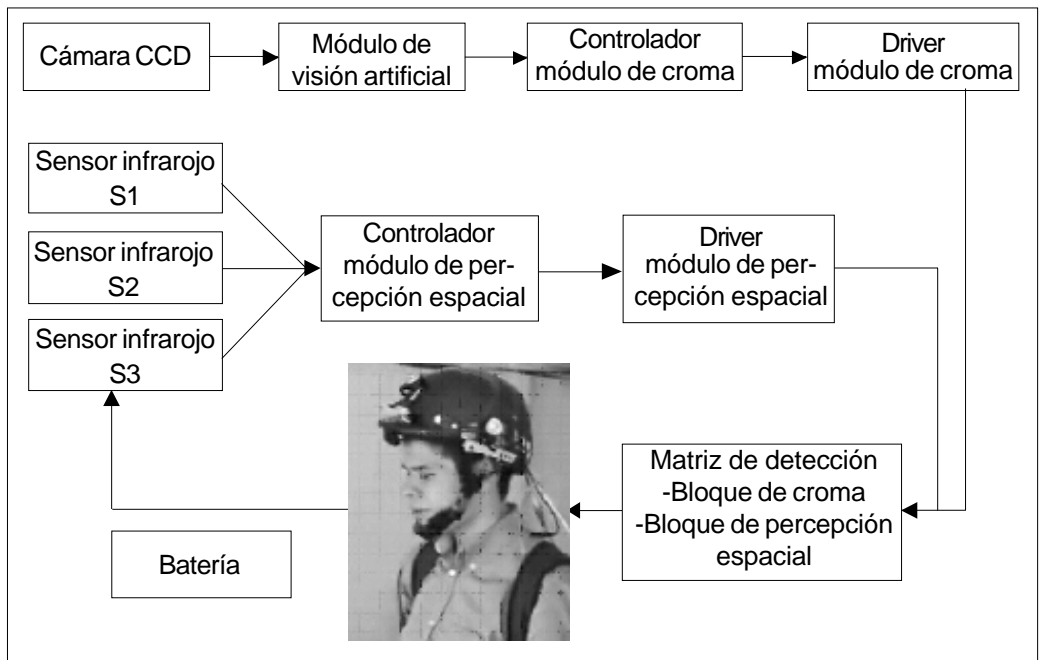 Cámara CCD
Módulo de
visión artificial
Controlador
módulo de croma
Driver
módulo de croma
Sensor infrarojo
S1
Sensor infrarojo
S2
Sensor infrarojo
S3
Controlador
módulo de per-
cepción espacial
Driver
módulo de per-
cepción espacial
Matriz de detección
-Bloque de croma
-Bloque de percepción
espacial
Batería